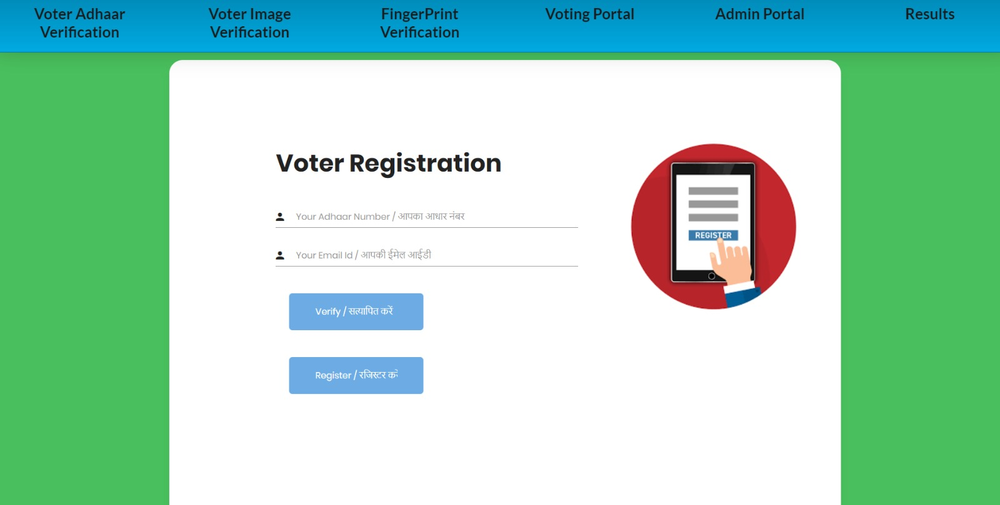 Voter Adhaar
Verification
Voter Image
Verification
FingerPrint
Verification
Voting Portal
Admin Portal
Results
Voter Registration
Your Adhaar Number / आपका आधार नंबर
Your Email Id / आपकी ईमेल आईडी
Verify / सत्यापित करें
Register / रजिस्टर करें
REGISTER